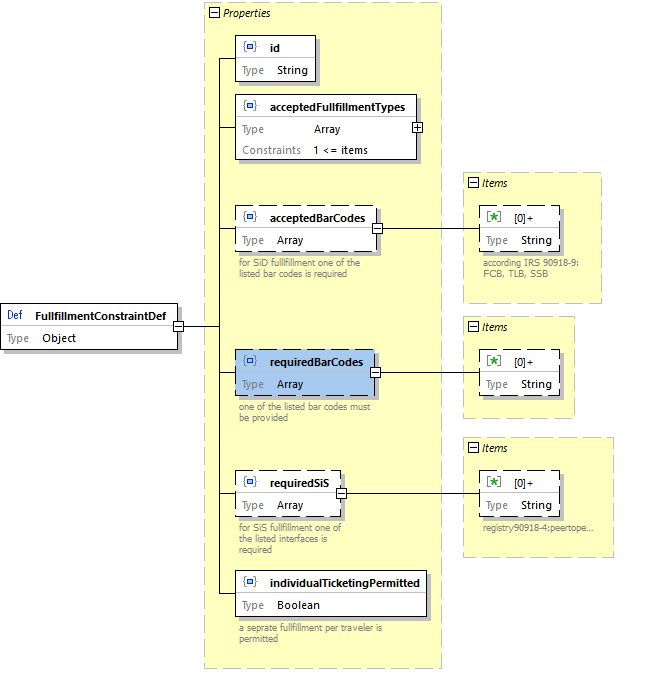 Properties
id
Type String
acceptedFullfillmentTypes
Type Array
Constraints 1 <= items
Items
acceptedBarCodes
Type Array
for SiD fulllfillment one of the
listed bar codes is required
[0]+
Type String
according IRS 90918-9:
FCB, TLB, SSB
Def FullfillmentConstraintDef
Type Object
Items
requiredBarCodes
Type Array
one of the listed bar codes must
be provided
[0]+
Type String
Items
requiredSiS
Type Array
for SiS fullfillment one of
the listed interfaces is
required
[0]+
Type String
registry90918-4;peertope...
individualTicketingPermitted
Type Boolean
a seprate fullfillment per traveler is
permitted